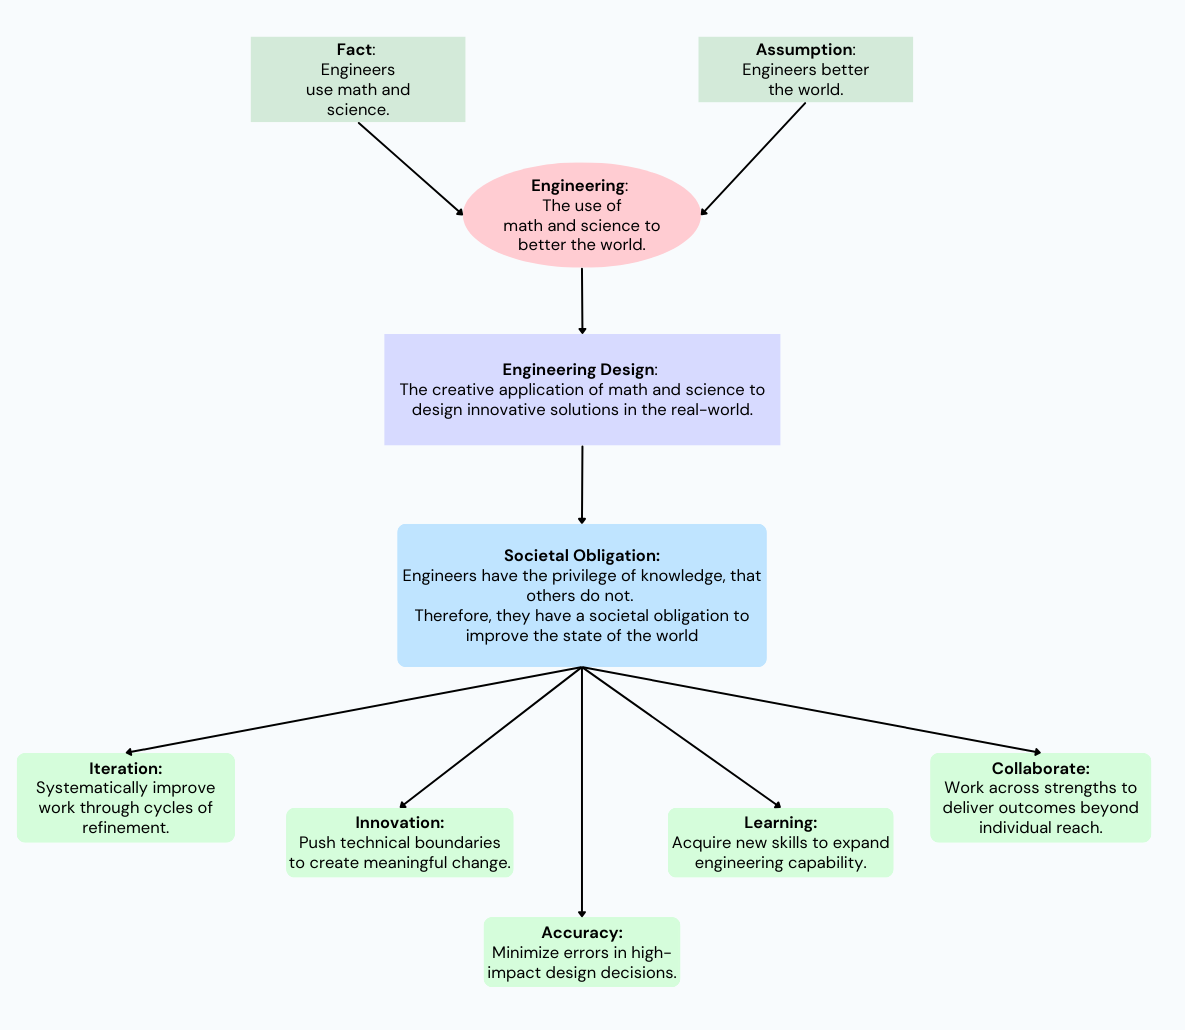 Fact:
Engineers
use math and
science.
Assumption:
Engineers better
the world.
Engineering:
The use of
math and science to
better the world.
Engineering Design:
The creative application of math and science to
design innovative solutions in the real-world.
Societal Obligation:
Engineers have the privilege of knowledge, that
others do not.
Therefore, they have a societal obligation to
improve the state of the world
Iteration:
Systematically improve
work through cycles of
refinement.
Innovation:
Push technical boundaries
to create meaningful change.
Accuracy:
Minimize errors in high-
impact design decisions.
Learning:
Acquire new skills to expand
engineering capability.
Collaborate:
Work across strengths to
deliver outcomes beyond
individual reach.